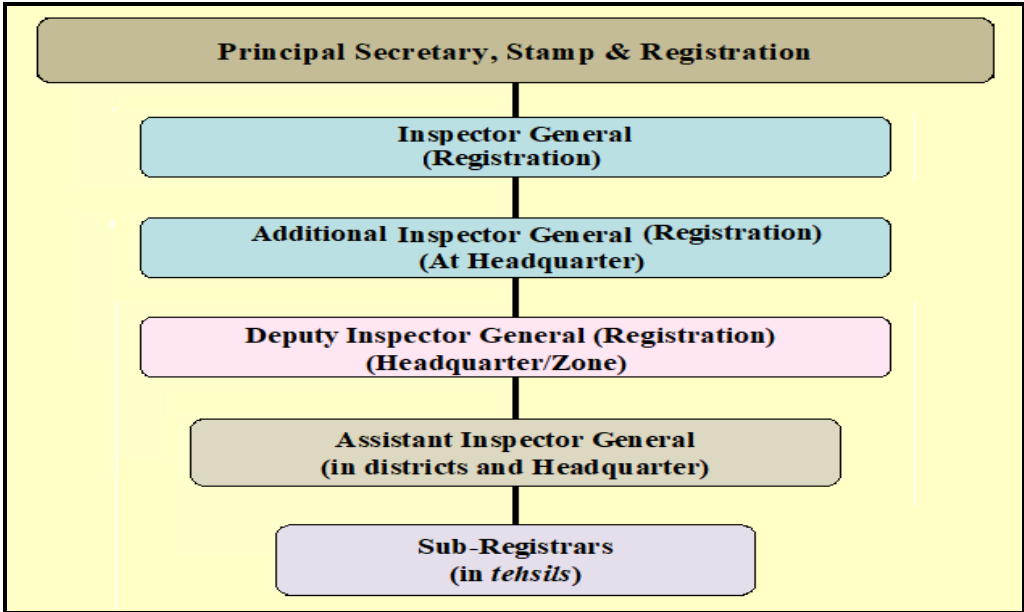 Principal Secretary, Stamp & Registration
Inspector General
(Registration)
Additional Inspector General (Registration)
(At Headquarter)
Deputy Inspector General (Registration)
(Headquarter/Zone)
Assistant Inspector General
(in districts and Headquarter)
Sub-Registrars
(in tehsils)